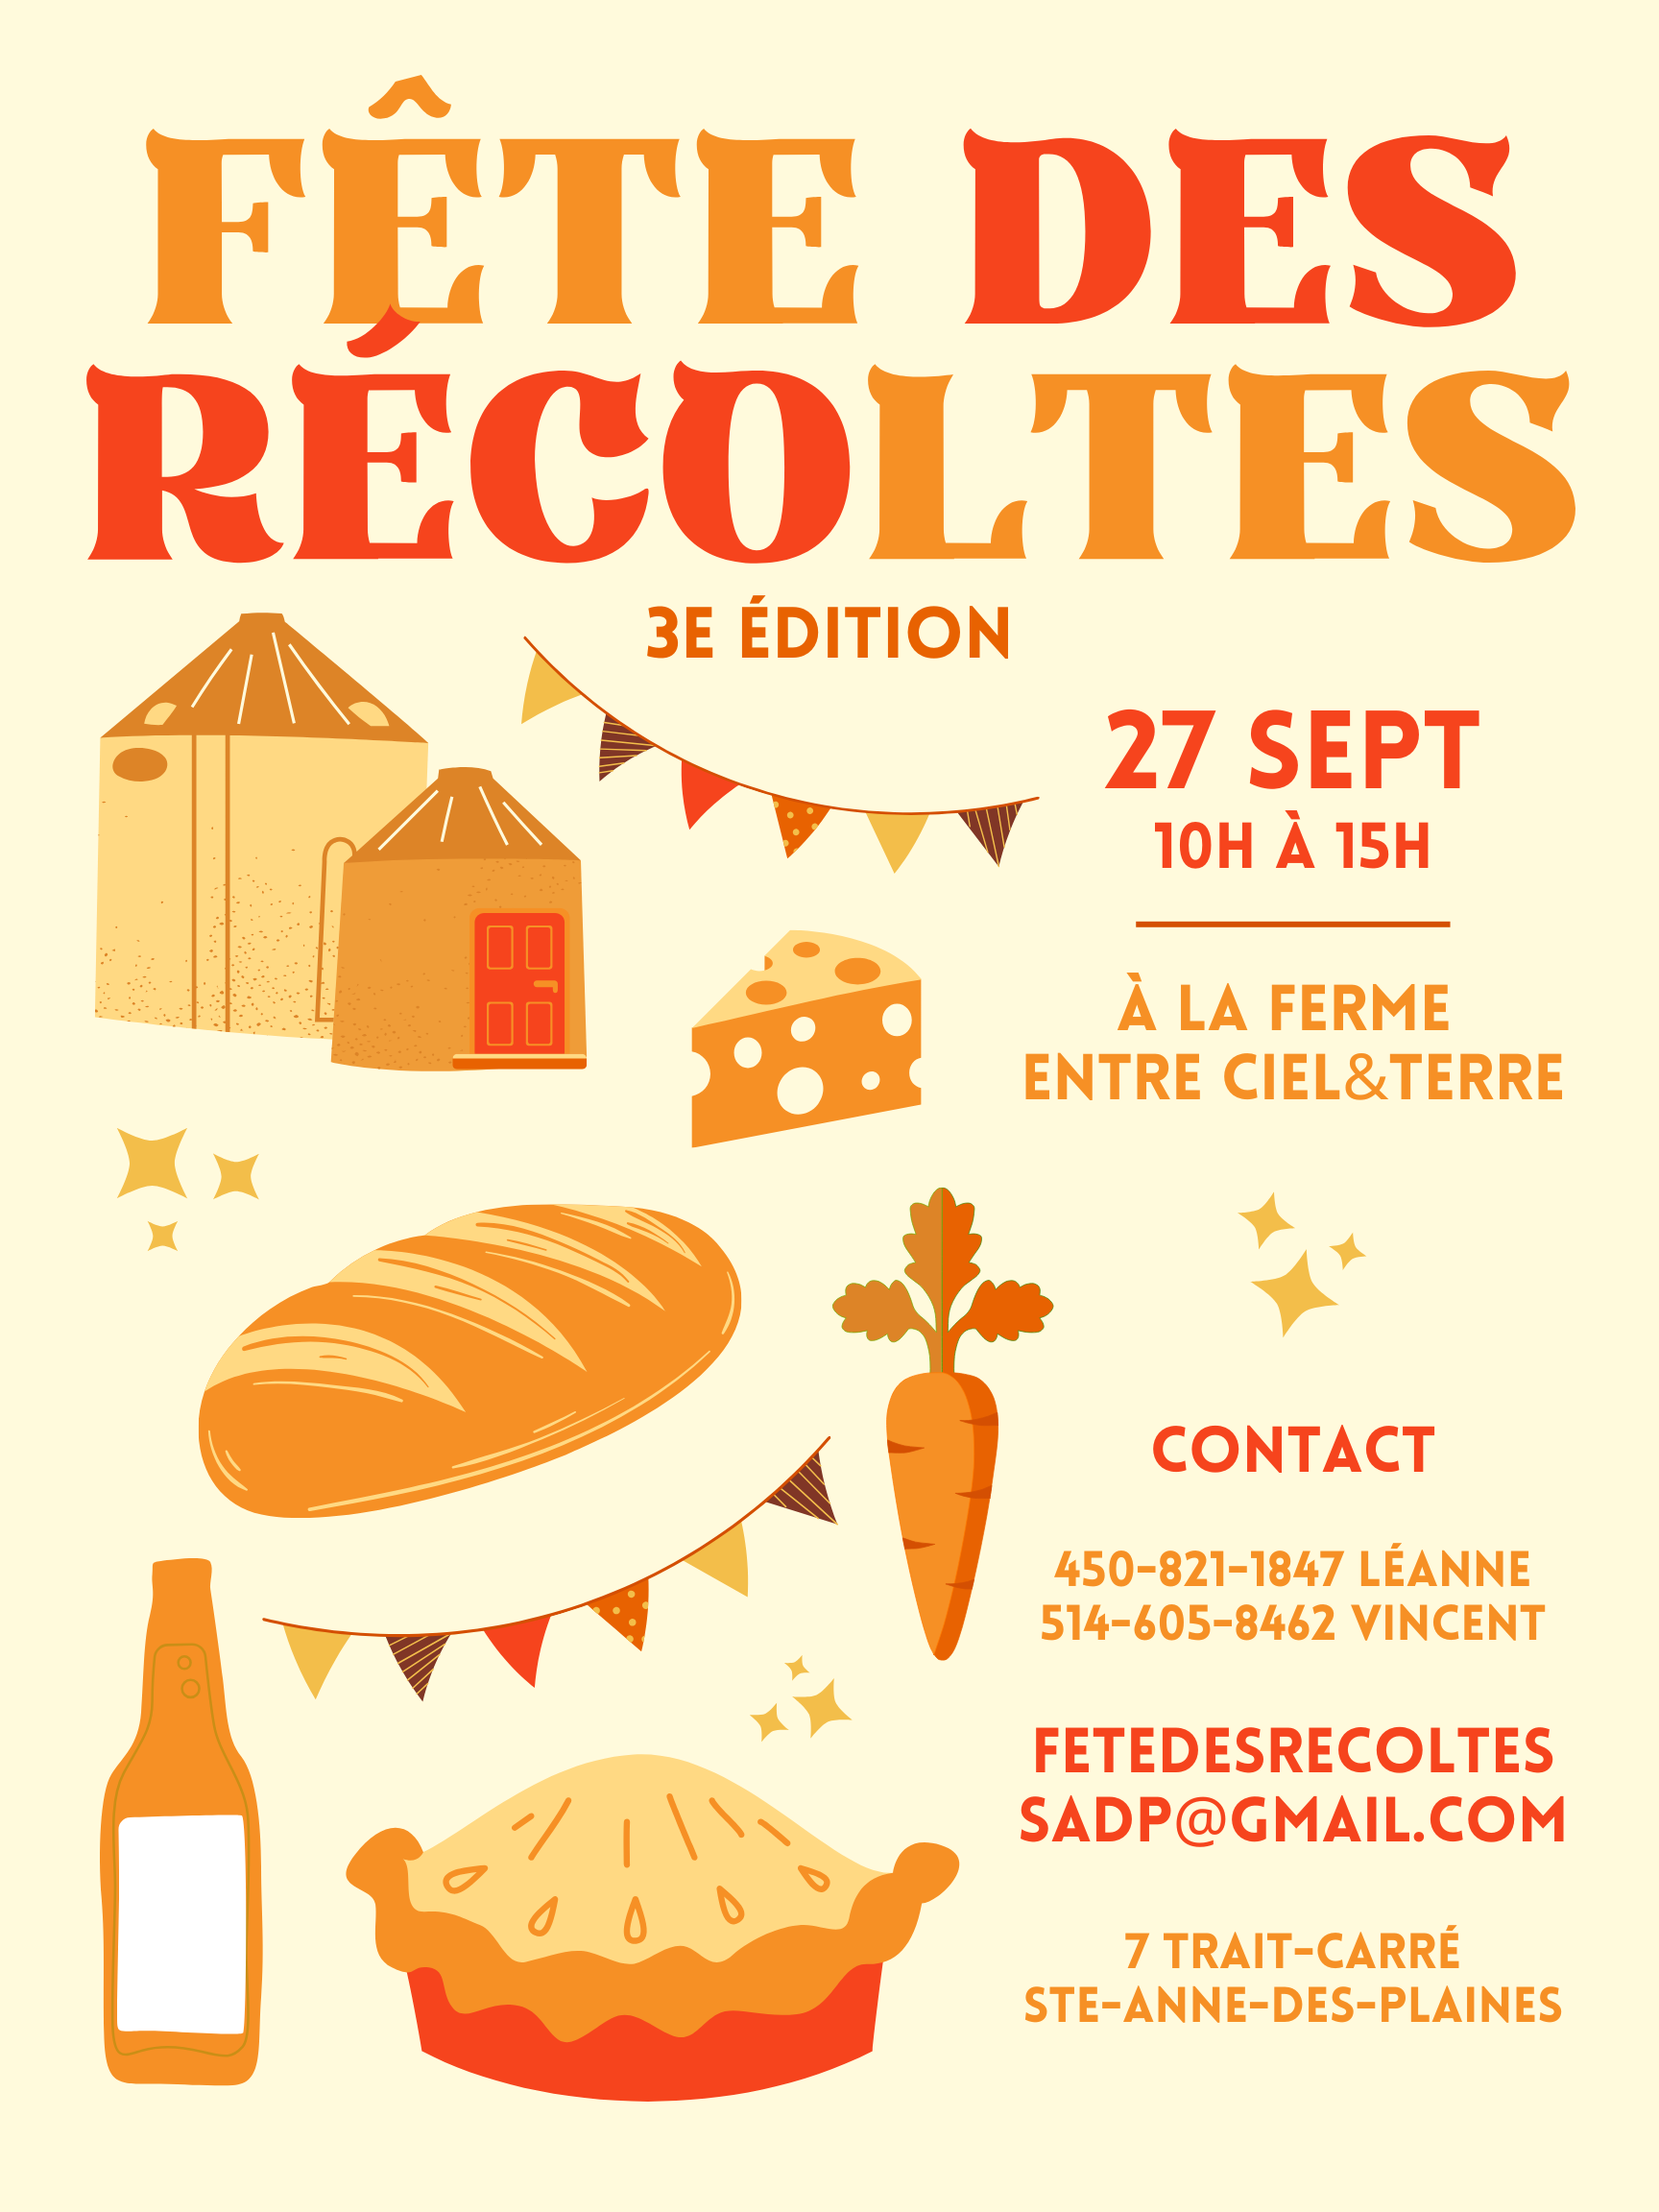 FÊTE DES
RÉCOLTES
3E ÉDITION
27 SEPT
10H À 15H
À LA FERME
ENTRE CIEL&TERRE
CONTACT
450-821-1847 LÉANNE
514-605-8462 VINCENT
FETEDESRECOLTES
SADP@GMAIL.COM
7 TRAIT-CARRÉ
STE-ANNE-DES-PLAINES